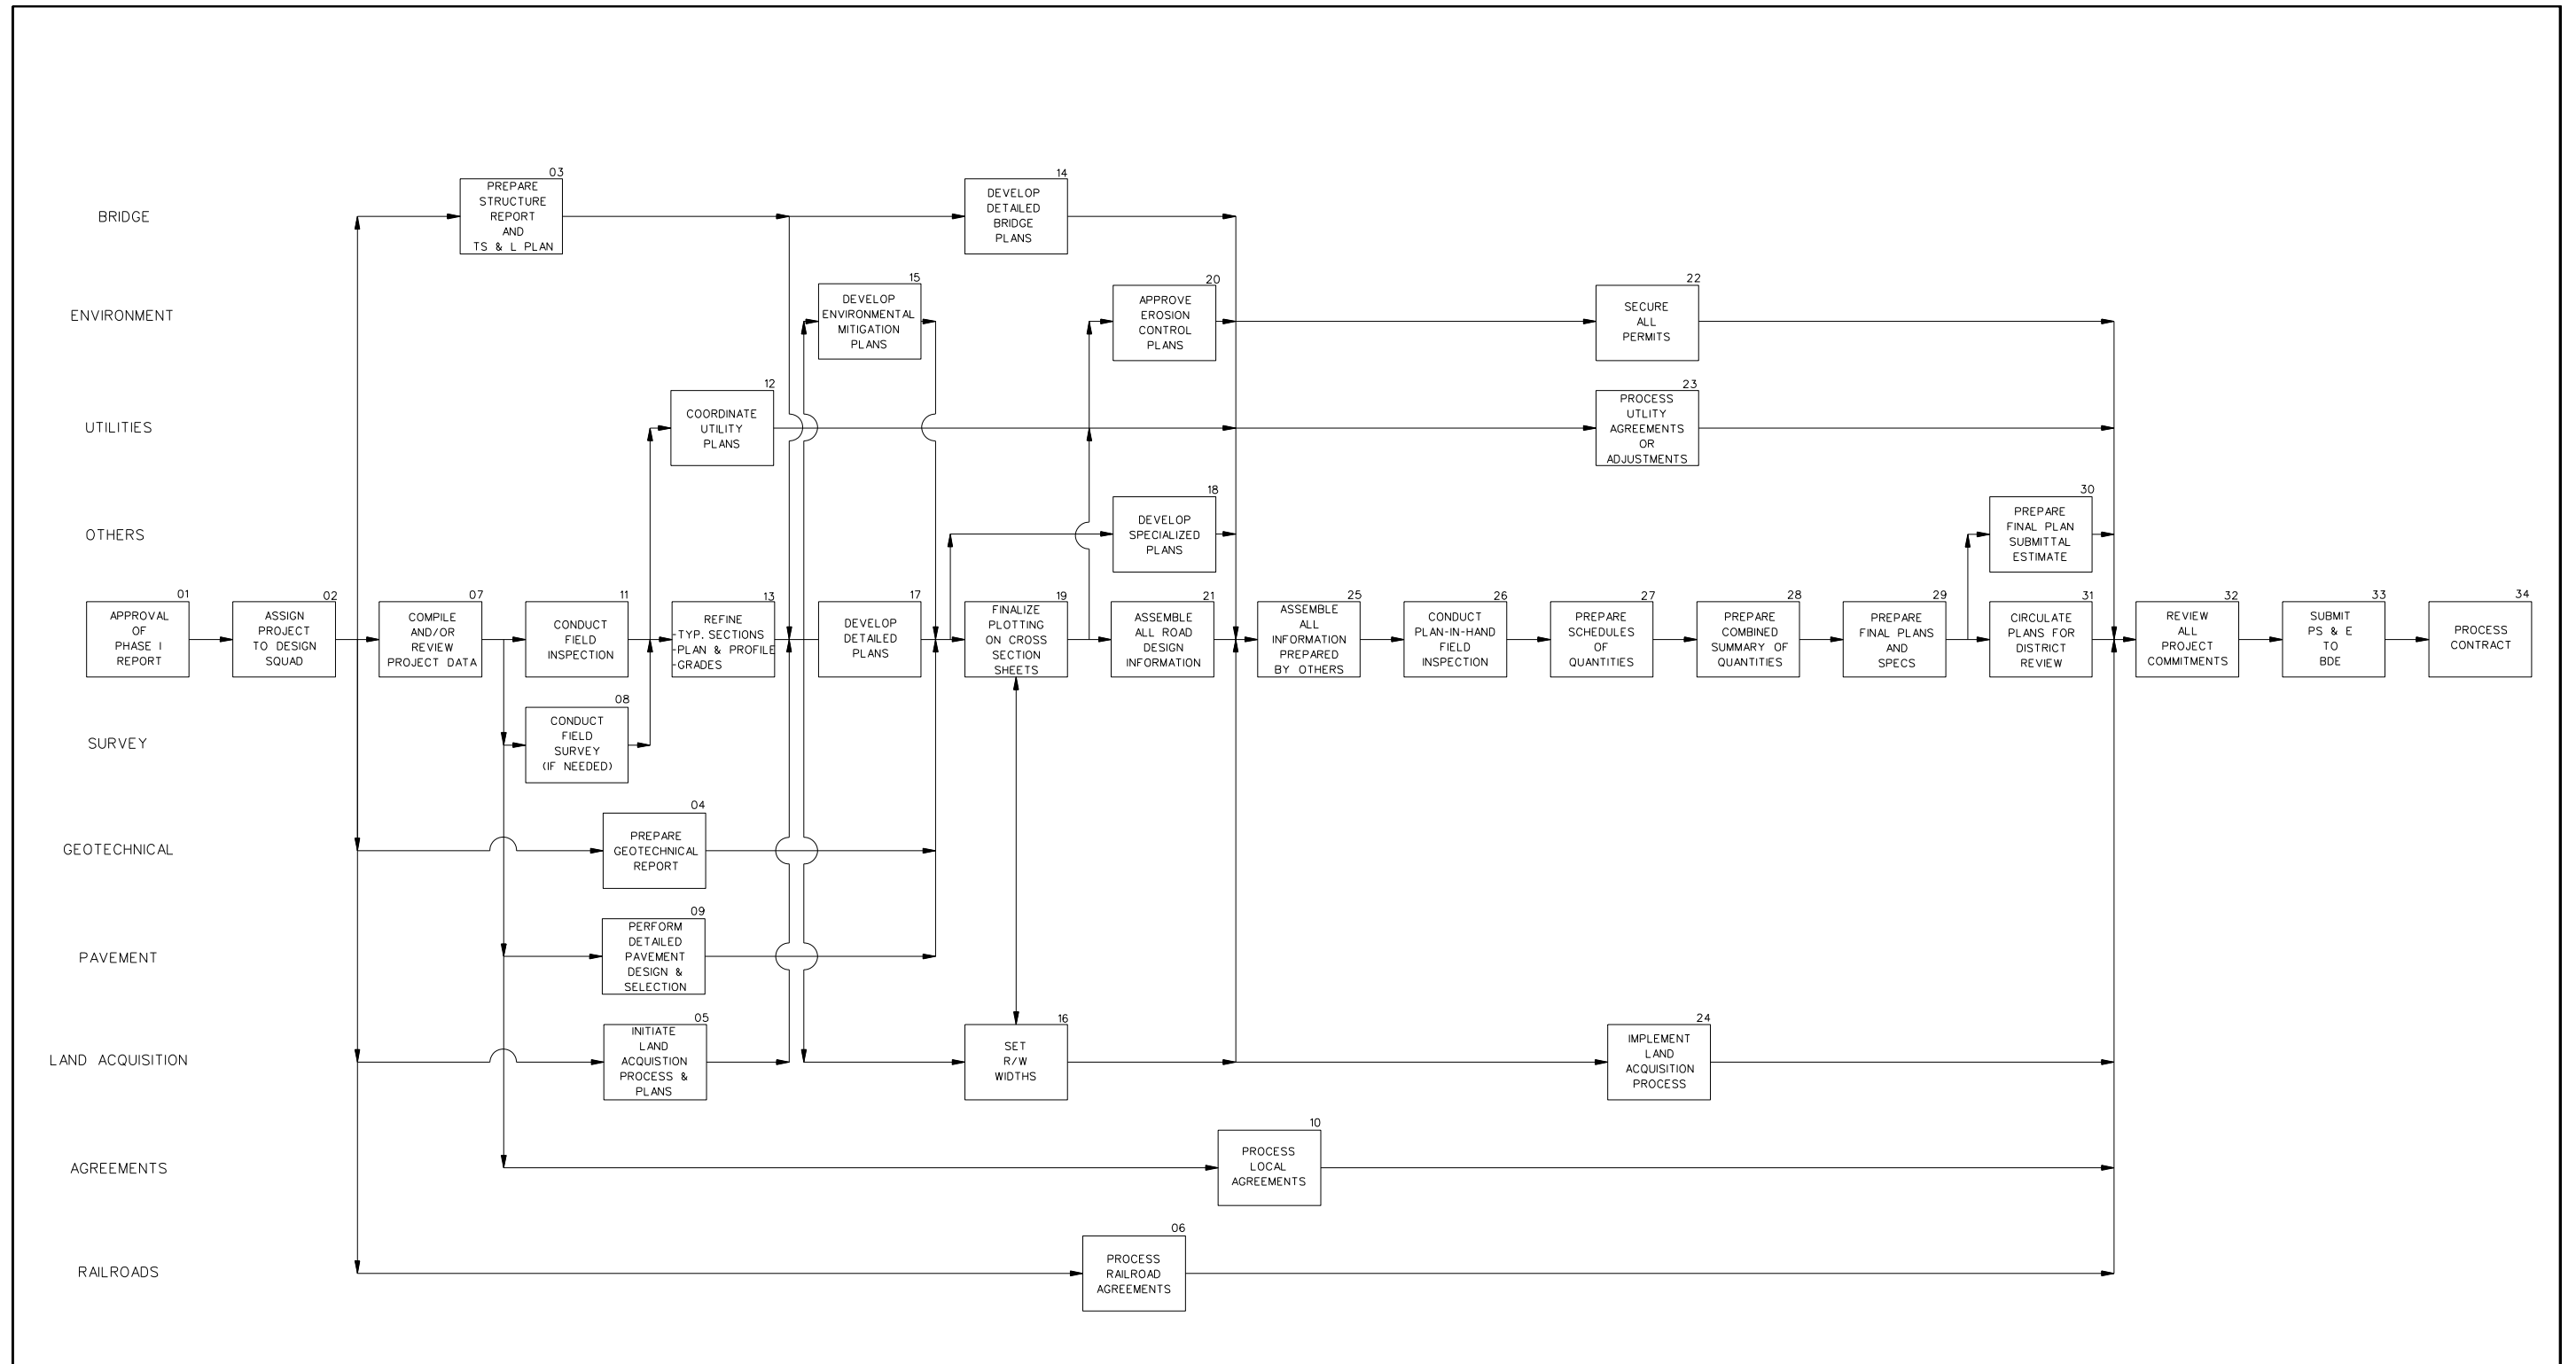 03
PREPARE
STRUCTURE
REPORT
AND
TS & L PLAN
14
DEVELOP
DETAILED
BRIDGE
PLANS
BRIDGE
15
DEVELOP
ENVIRONMENTAL
MITIGATION
PLANS
20
APPROVE
EROSION
CONTROL
PLANS
22
SECURE
ALL
PERMITS
ENVIRONMENT
12
COORDINATE
UTILITY
PLANS
23
PROCESS
UTLITY
AGREEMENTS
OR
ADJUSTMENTS
UTILITIES
18
DEVELOP
SPECIALIZED
PLANS
30
PREPARE
FINAL PLAN
SUBMITTAL
ESTIMATE
OTHERS
01
APPROVAL
OF
PHASE I
REPORT
02
ASSIGN
PROJECT
TO DESIGN
SQUAD
07
COMPILE
AND/OR
REVIEW
PROJECT DATA
11
CONDUCT
FIELD
INSPECTION
13
REFINE
-TYP. SECTIONS
-PLAN & PROFILE
-GRADES
17
DEVELOP
DETAILED
PLANS
19
FINALIZE
PLOTTING
ON CROSS
SECTION
SHEETS
21
ASSEMBLE
ALL ROAD
DESIGN
INFORMATION
25
ASSEMBLE
ALL
INFORMATION
PREPARED
BY OTHERS
26
CONDUCT
PLAN-IN-HAND
FIELD
INSPECTION
27
PREPARE
SCHEDULES
OF
QUANTITIES
28
PREPARE
COMBINED
SUMMARY OF
QUANTITIES
29
PREPARE
FINAL PLANS
AND
SPECS
31
CIRCULATE
PLANS FOR
DISTRICT
REVIEW
32
REVIEW
ALL
PROJECT
COMMITMENTS
33
SUBMIT
PS & E
TO
BDE
34
PROCESS
CONTRACT
08
CONDUCT
FIELD
SURVEY
(IF NEEDED)
SURVEY
04
PREPARE
GEOTECHNICAL
REPORT
GEOTECHNICAL
09
PERFORM
DETAILED
PAVEMENT
DESIGN &
SELECTION
PAVEMENT
05
INITIATE
LAND
ACQUISTION
PROCESS &
PLANS
16
SET
R/W
WIDTHS
24
IMPLEMENT
LAND
ACQUISITION
PROCESS
LAND ACQUISITION
10
PROCESS
LOCAL
AGREEMENTS
AGREEMENTS
06
PROCESS
RAILROAD
AGREEMENTS
RAILROADS